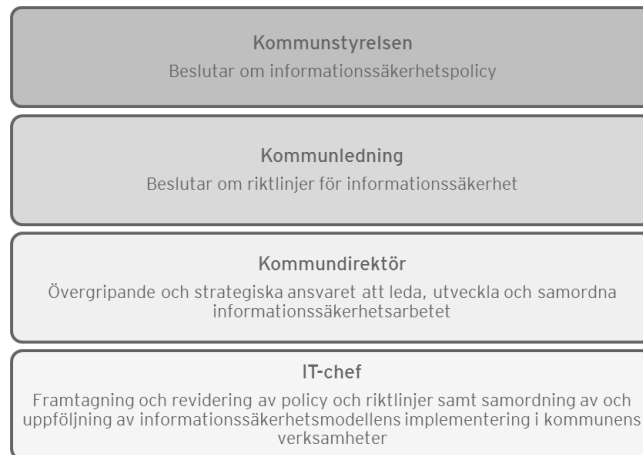 Kommunstyrelsen
Beslutar om informationssäkerhetspolicy
Kommunledning
Beslutar om riktlinjer för informationssäkerhet
Kommundirektör
Övergripande och strategiska ansvaret att leda, utveckla och samordna
informationssäkerhetsarbetet
IT-chef
Framtagning och revidering av policy och riktlinjer samt samordning av och
uppföljning av informationssäkerhetsmodellens implementering i kommunens
verksamheter